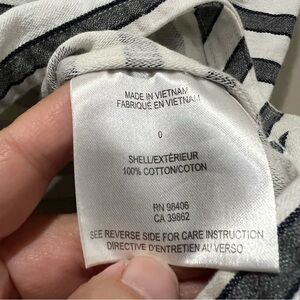 MADE IN VIETNAM
FABRIQUÉ EN VIETNAM
0
SHELL/EXTÉRIEUR
100% COTTON/COTON
RN 98406
CA 39862
SEE REVERSE SIDE FOR CARE INSTRUCTION
DIRECTIVE D'ENTRETIEN AU VERSO